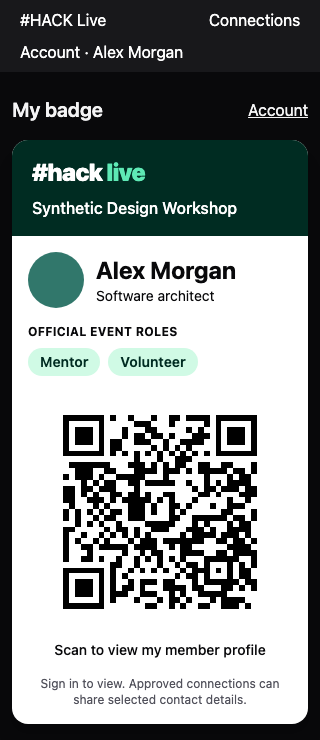 #HACK Live
Connections
Account · Alex Morgan
My badge
Account
#hack live
Synthetic Design Workshop
Alex Morgan
Software architect
OFFICIAL EVENT ROLES
Mentor
Volunteer
Scan to view my member profile
Sign in to view. Approved connections can
share selected contact details.